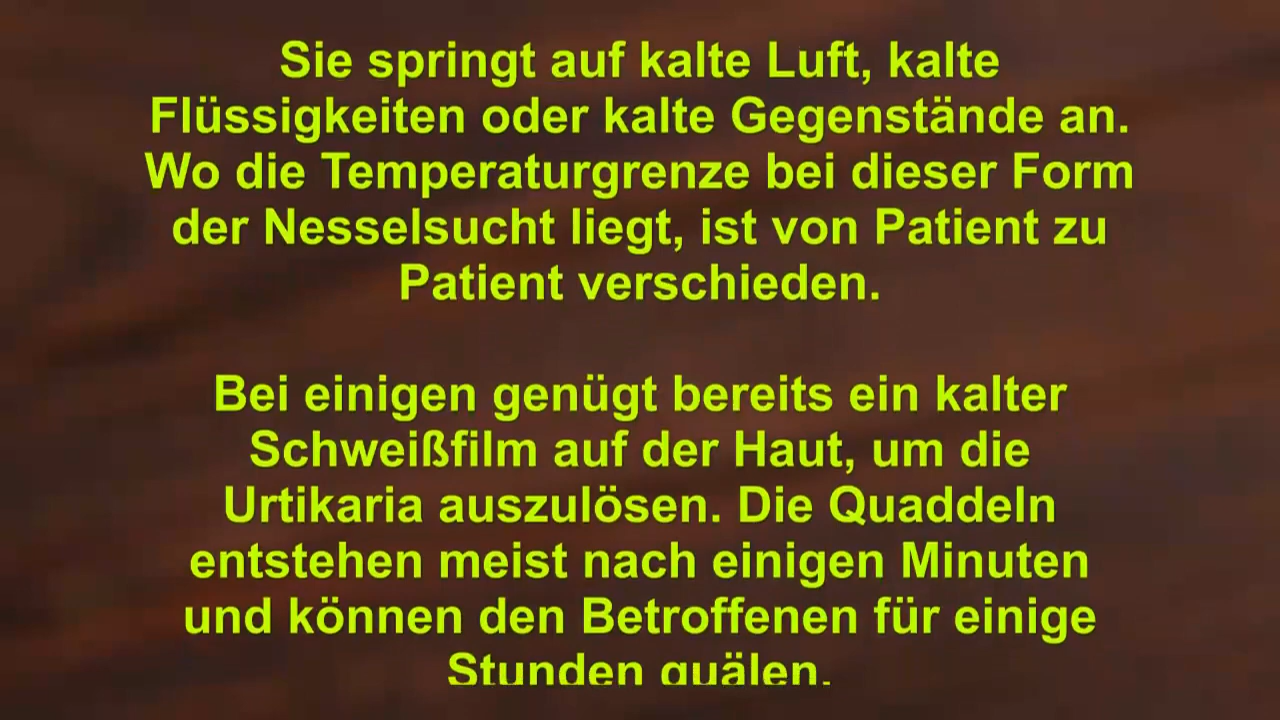 Sie springt auf kalte Luft, kalte
Flüssigkeiten oder kalte Gegenstände an.
Wo die Temperaturgrenze bei dieser Form
der Nesselsucht liegt, ist von Patient zu
Patient verschieden.
Bei einigen genügt bereits ein kalter
Schweißfilm auf der Haut, um die
Urtikaria auszulösen. Die Quaddeln
entstehen meist nach einigen Minuten
und können den Betroffenen für einige
Stunden quälen.